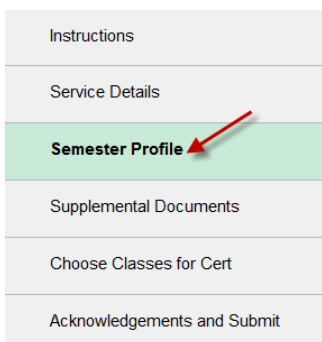 Instructions
Service Details
Semester Profile
Supplemental Documents
Choose Classes for Cert
Acknowledgements and Submit